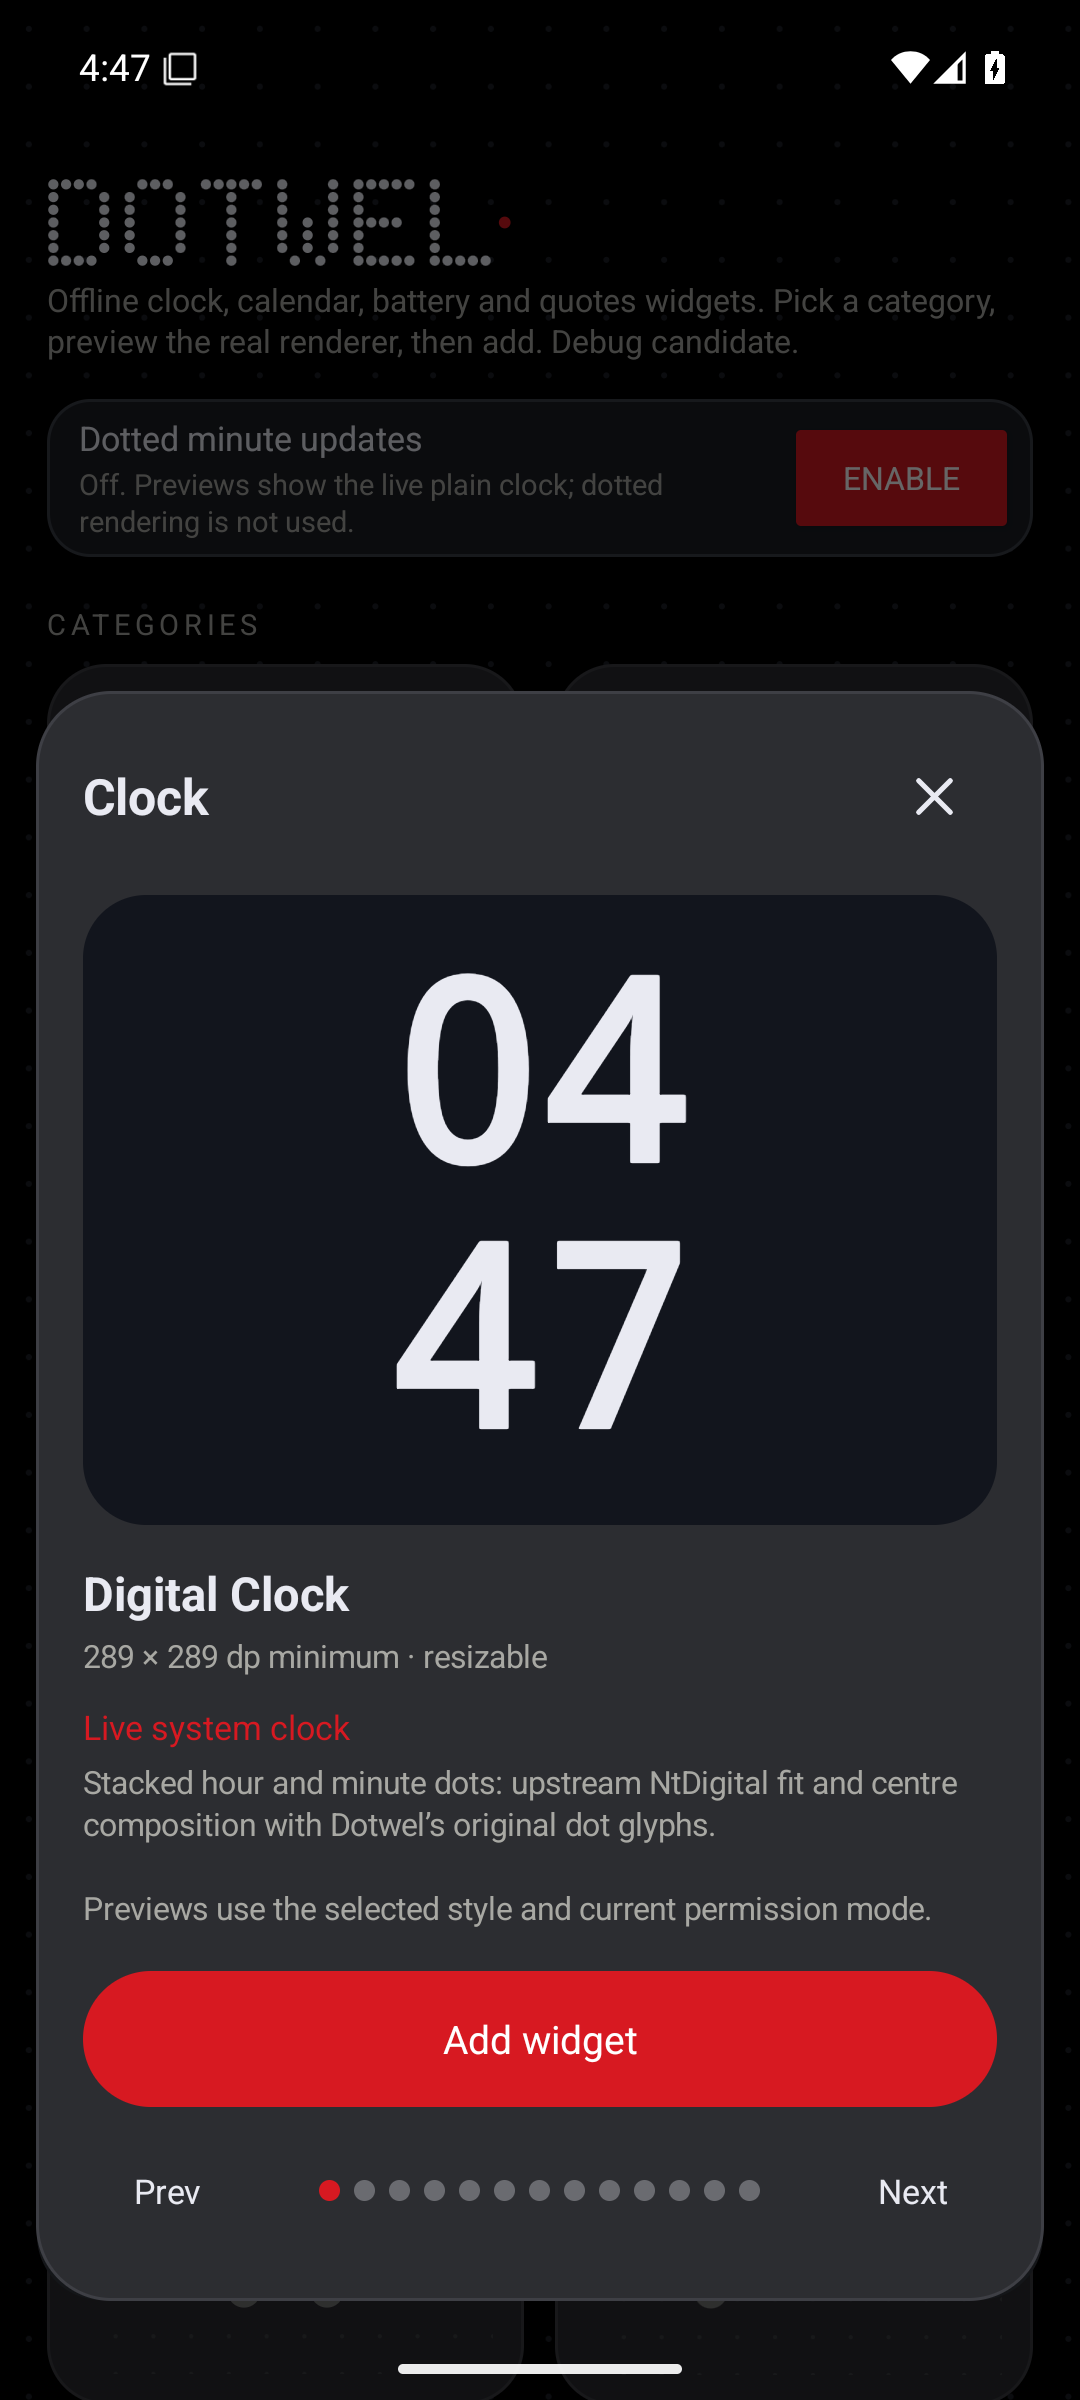 4:47
DOTWEL
Offline clock, calendar, battery and quotes widgets. Pick a category,
preview the real renderer, then add. Debug candidate.
Dotted minute updates
Off. Previews show the live plain clock; dotted
rendering is not used.
ENABLE
CATEGORIES
Clock
04
47
Digital Clock
289 × 289 dp minimum · resizable
Live system clock
Stacked hour and minute dots: upstream NtDigital fit and centre
composition with Dotwel’s original dot glyphs.
Previews use the selected style and current permission mode.
Add widget
Prev
Next